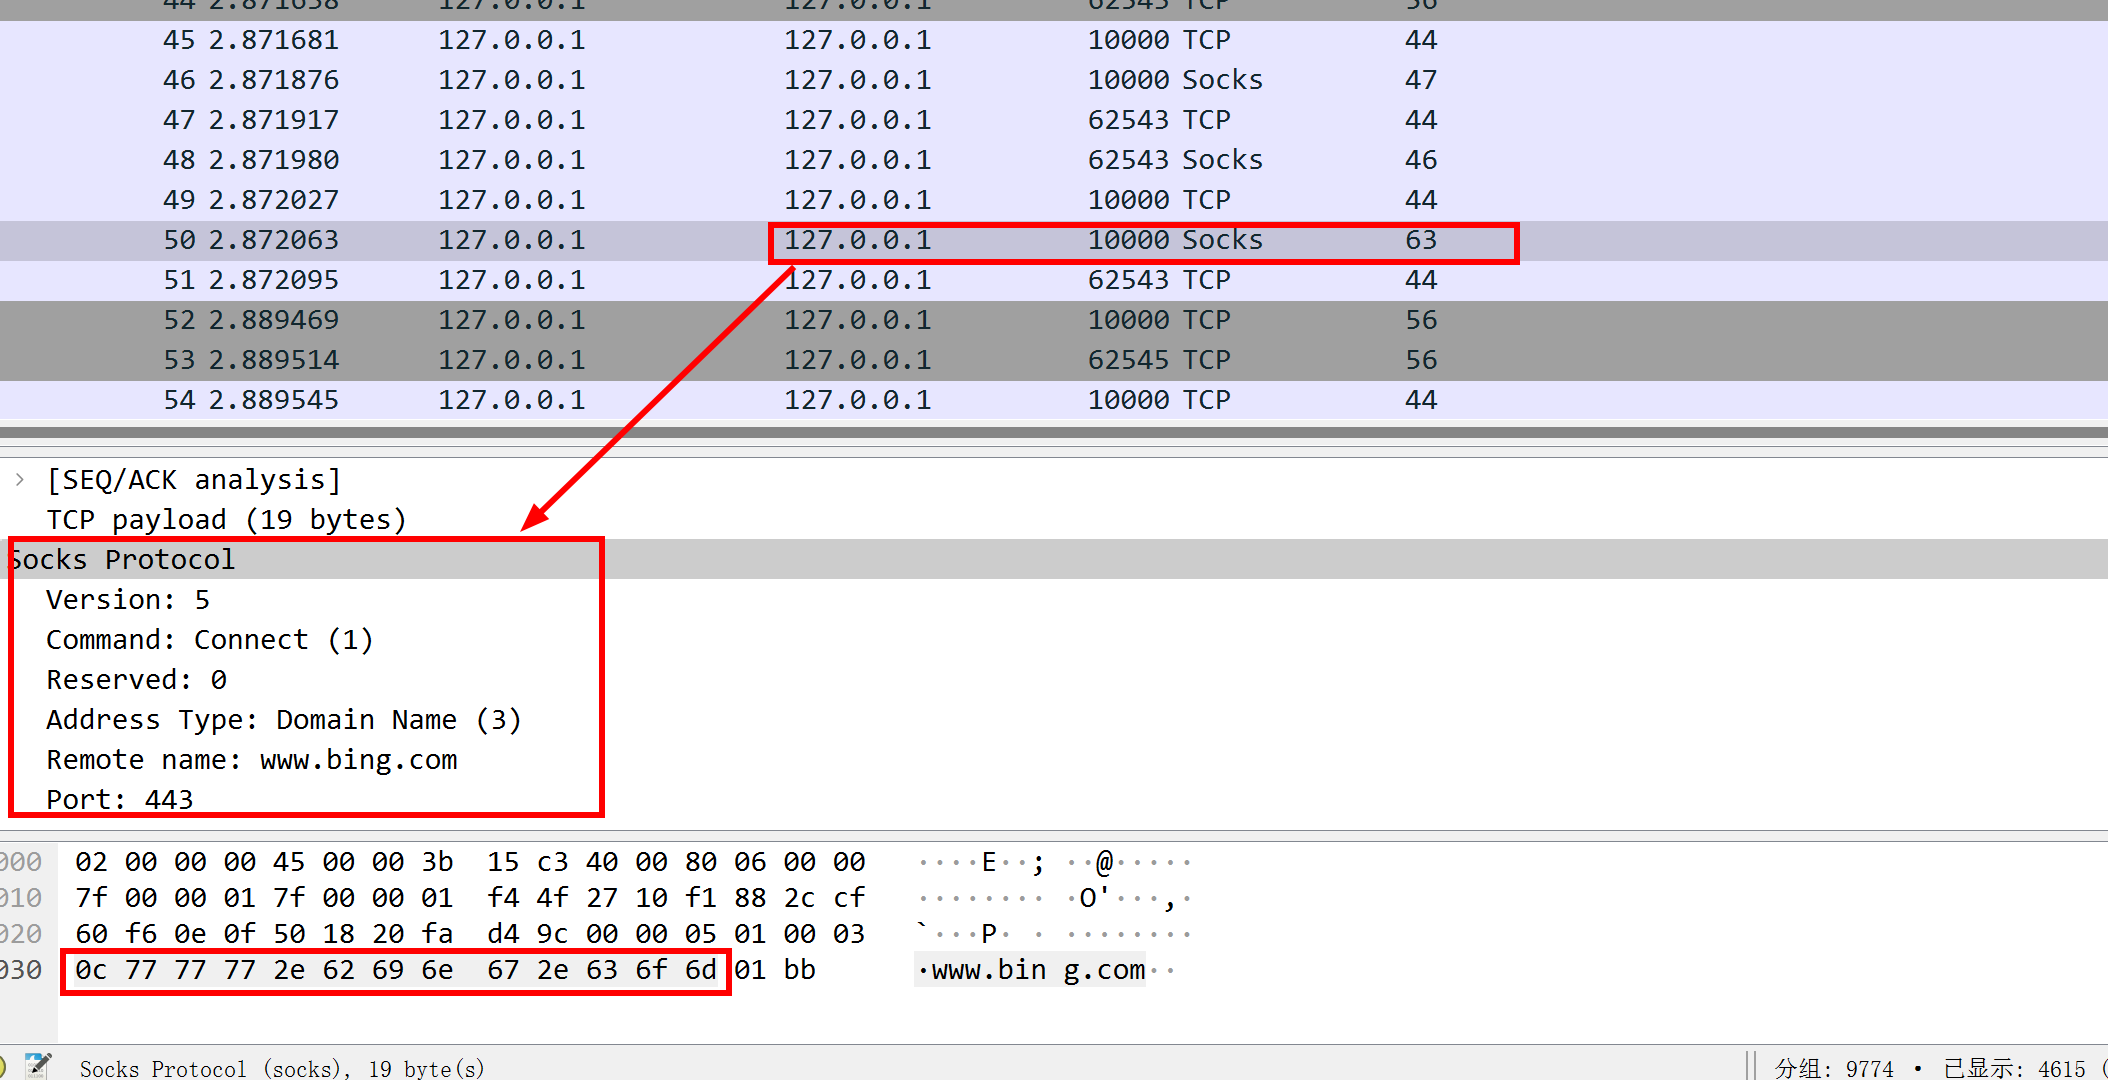 44 2.871658 127.0.0.1 127.0.0.1 62543 TCP 56
45 2.871681 127.0.0.1 127.0.0.1 10000 TCP 44
46 2.871876 127.0.0.1 127.0.0.1 10000 Socks 47
47 2.871917 127.0.0.1 127.0.0.1 62543 TCP 44
48 2.871980 127.0.0.1 127.0.0.1 62543 Socks 46
49 2.872027 127.0.0.1 127.0.0.1 10000 TCP 44
50 2.872063 127.0.0.1 127.0.0.1 10000 Socks 63
51 2.872095 127.0.0.1 127.0.0.1 62543 TCP 44
52 2.889469 127.0.0.1 127.0.0.1 10000 TCP 56
53 2.889514 127.0.0.1 127.0.0.1 62545 TCP 56
54 2.889545 127.0.0.1 127.0.0.1 10000 TCP 44
[SEQ/ACK analysis]
TCP payload (19 bytes)
Socks Protocol
Version: 5
Command: Connect (1)
Reserved: 0
Address Type: Domain Name (3)
Remote name: www.bing.com
Port: 443
000 02 00 00 00 45 00 00 3b 15 c3 40 00 80 06 00 00 ····E··; ··@·····
010 7f 00 00 01 7f 00 00 01 f4 4f 27 10 f1 88 2c cf ········ ·O'···,·
020 60 f6 0e 0f 50 18 20 fa d4 9c 00 00 05 01 00 03 `···P· · ········
030 0c 77 77 77 2e 62 69 6e 67 2e 63 6f 6d 01 bb ·www.bin g.com··
Socks Protocol (socks), 19 byte(s) 分组: 9774 · 已显示: 4615 (